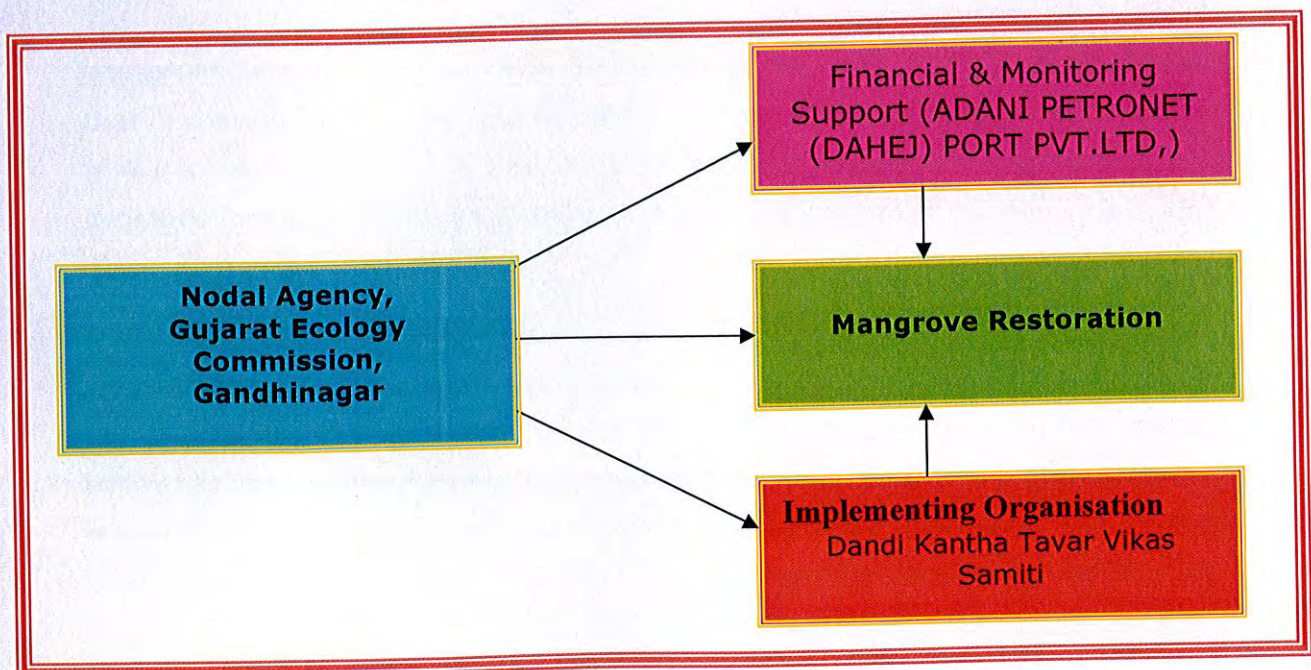 Financial & Monitoring
Support (ADANI PETRONET
(DAHEJ) PORT PVT.LTD,)
Nodal Agency,
Gujarat Ecology
Commission,
Gandhinagar
Mangrove Restoration
Implementing Organisation
Dandi Kantha Tavar Vikas
Samiti